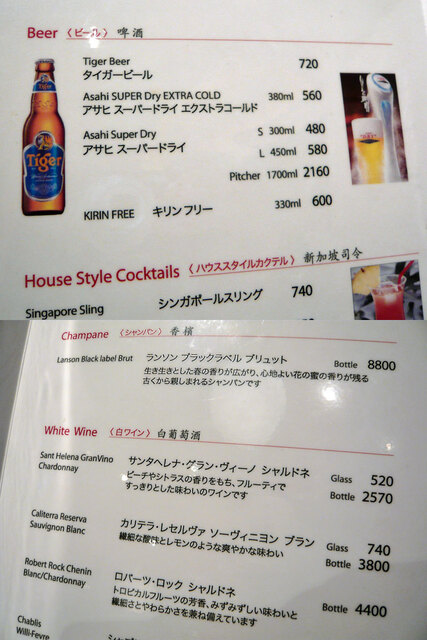 Beer 〈ビール〉 啤酒
Tiger Beer 720
タイガービール
Asahi SUPER Dry EXTRA COLD 380ml 560
アサヒ スーパードライ エクストラコールド
Asahi Super Dry S 300ml 480
アサヒ スーパードライ L 450ml 580
Pitcher 1700ml 2160
KIRIN FREE キリン フリー 330ml 600
Tiger
House Style Cocktails 〈ハウススタイルカクテル〉 新加坡司令
Singapore Sling シンガポールスリング 740
Champane 〈シャンパン〉 香檳
Lanson Black label Brut ランソン ブラックラベル ブリュット Bottle 8800
生き生きとした春の香りが広がり、心地よい花の蜜の香りが残る
古くから親しまれるシャンパンです
White Wine 〈白ワイン〉 白葡萄酒
Sant Helena GranVino サンタヘレナ・グラン・ヴィーノ シャルドネ
Chardonnay ピーチやシトラスの香りをもち、フルーティで Glass 520
すっきりとした味わいのワインです Bottle 2570
Caliterra Reserva カリテラ・レセルヴァ ソーヴィニヨン ブラン
Sauvignon Blanc 繊細な酸味とレモンのような爽やかな味わい Glass 740
Bottle 3800
Robert Rock Chenin ロバーツ・ロック シャルドネ
Blanc/Chardonnay トロピカルフルーツの芳香、みずみずしい味わいと Bottle 4400
繊細さとやわらかさを兼ね備えています
Chablis
Willi-Fevre